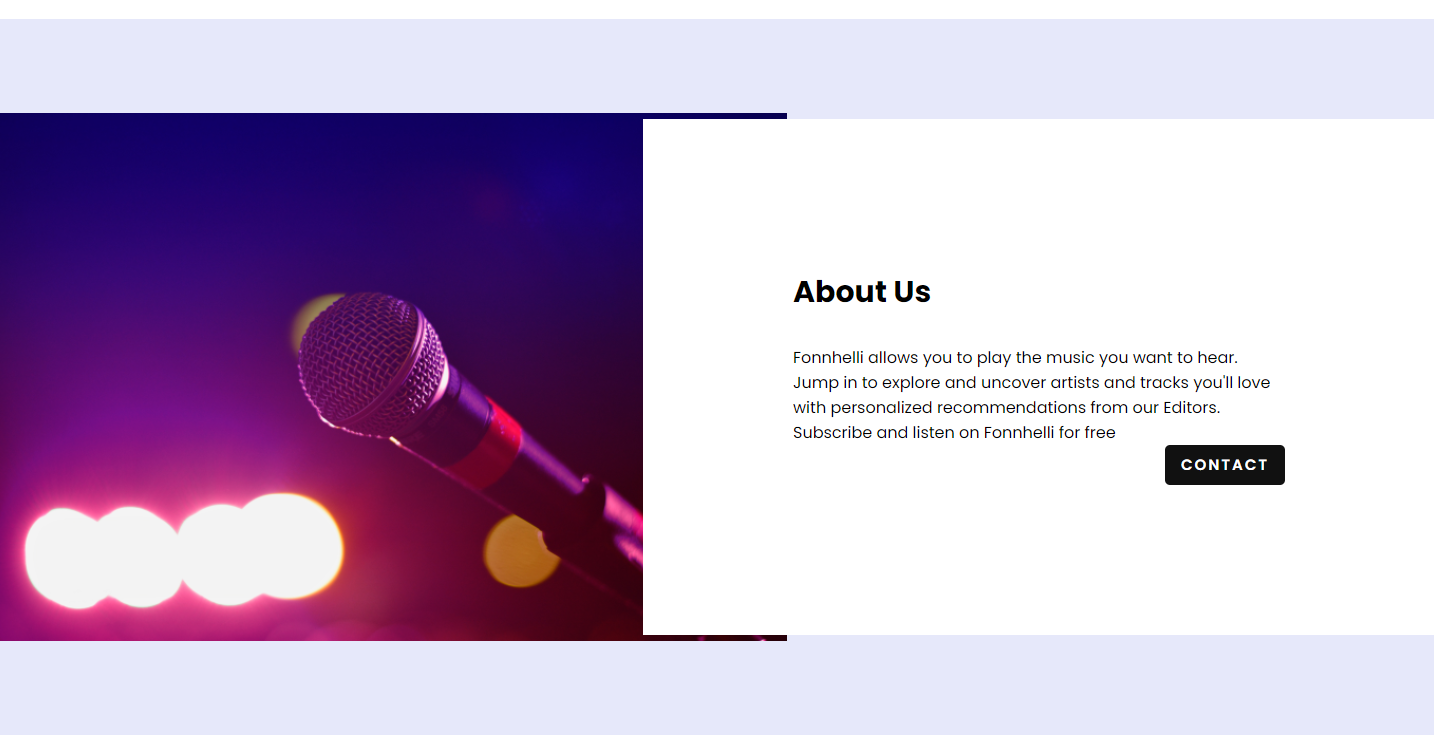 About Us
Fonnhelli allows you to play the music you want to hear.
Jump in to explore and uncover artists and tracks you'll love
with personalized recommendations from our Editors.
Subscribe and listen on Fonnhelli for free
CONTACT